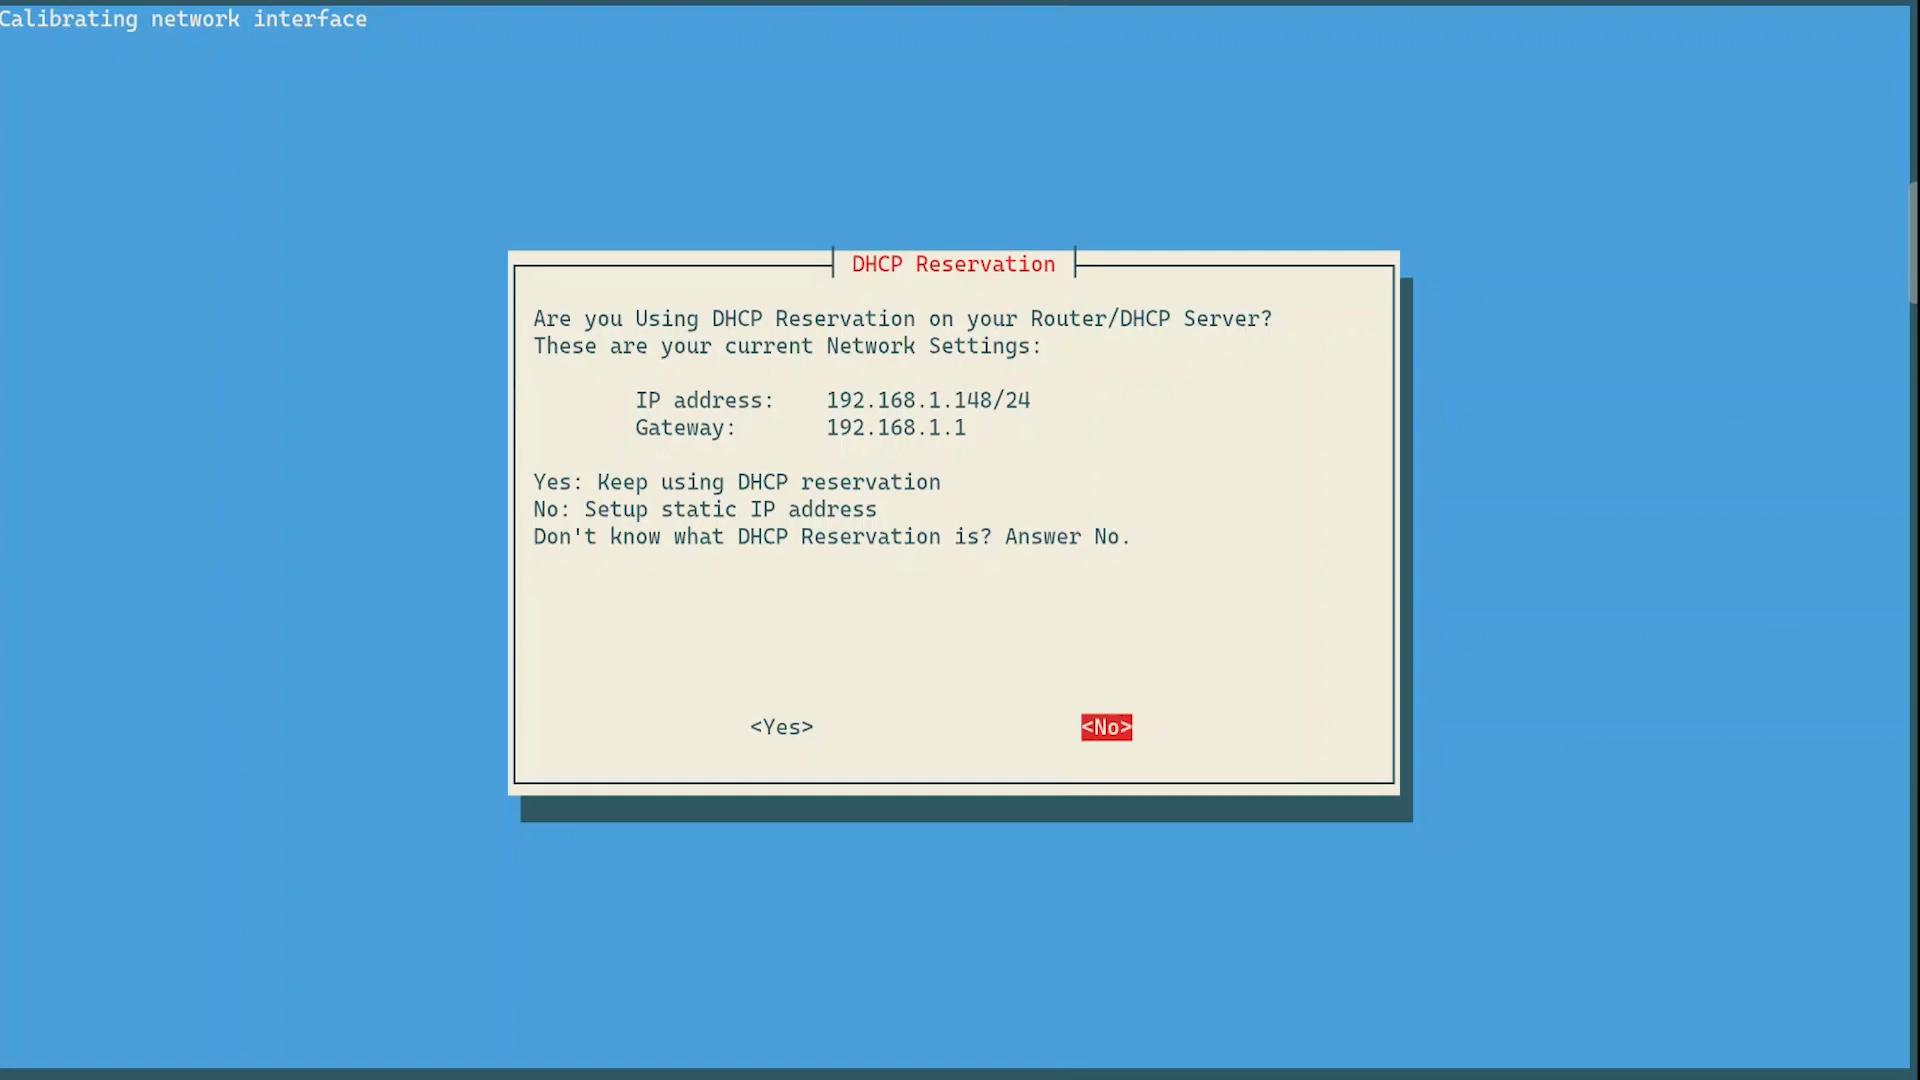 Calibrating network interface
DHCP Reservation
Are you Using DHCP Reservation on your Router/DHCP Server?
These are your current Network Settings:
IP address: 192.168.1.148/24
Gateway: 192.168.1.1
Yes: Keep using DHCP reservation
No: Setup static IP address
Don't know what DHCP Reservation is? Answer No.
<Yes> <No>